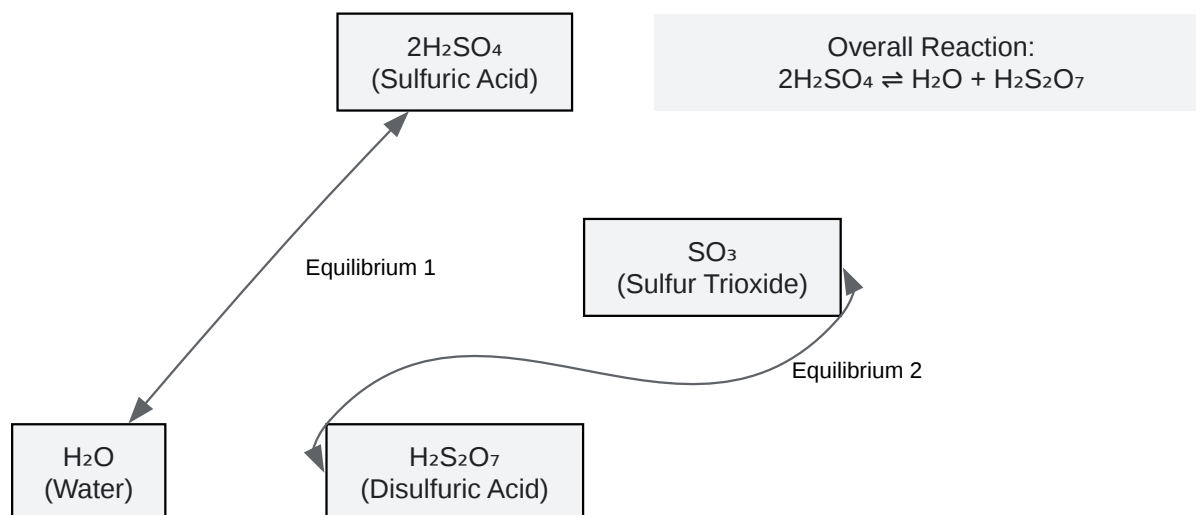 2H₂SO₄
(Sulfuric Acid)
Overall Reaction:
2H₂SO₄ ⇌ H₂O + H₂S₂O₇
Equilibrium 1
SO₃
(Sulfur Trioxide)
Equilibrium 2
H₂O
(Water)
H₂S₂O₇
(Disulfuric Acid)